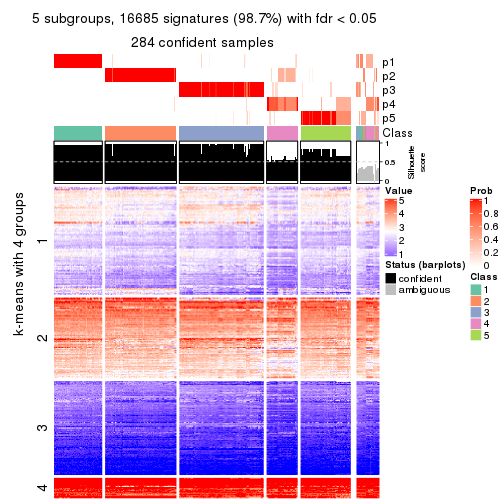 5 subgroups, 16685 signatures (98.7%) with fdr < 0.05
284 confident samples
p1
p2
p3
p4
p5
Class
1
0.5
0
Silhouette
score
k-means with 4 groups
1
2
3
4
Value
5
4
3
2
1
Status (barplots)
confident
ambiguous
Prob
1
0.8
0.6
0.4
0.2
0
Class
1
2
3
4
5